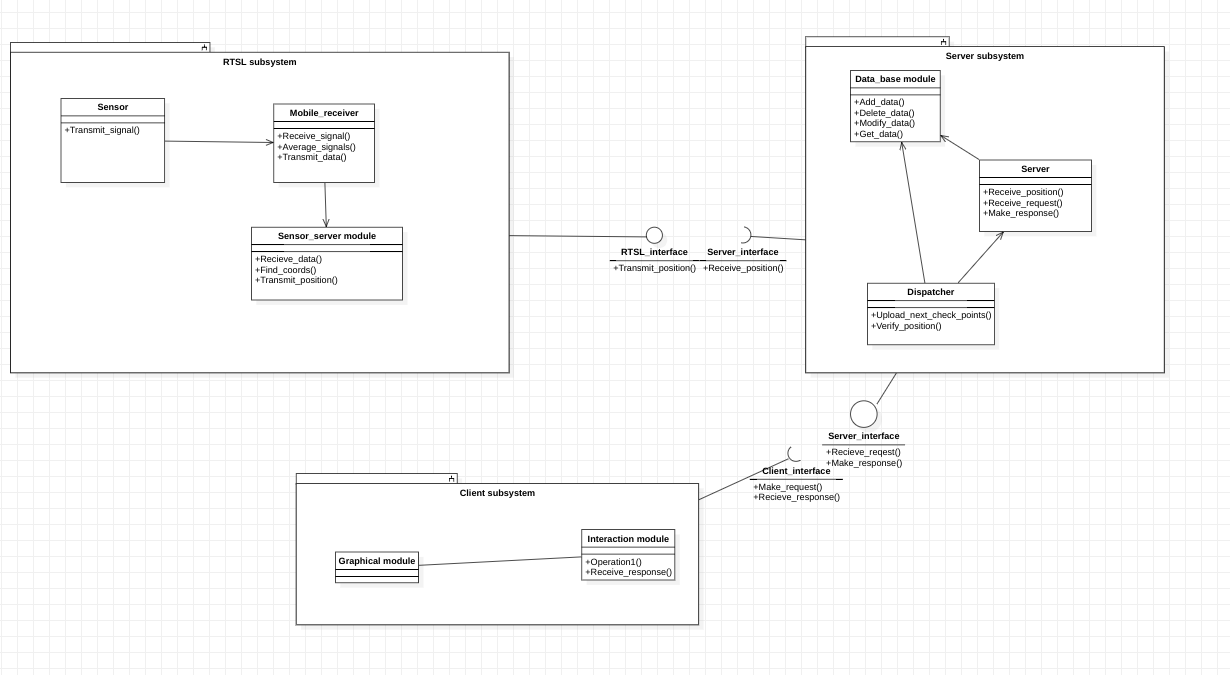 RTSL subsystem
Sensor
+Transmit_signal()
Mobile_receiver
+Receive_signal()
+Average_signals()
+Transmit_data()
Sensor_server module
+Recieve_data()
+Find_coords()
+Transmit_position()
RTSL_interface
+Transmit_position()
Server_interface
+Receive_position()
Server subsystem
Data_base module
+Add_data()
+Delete_data()
+Modify_data()
+Get_data()
Server
+Receive_position()
+Receive_request()
+Make_response()
Dispatcher
+Upload_next_check_points()
+Verify_position()
Server_interface
+Recieve_reqest()
+Make_response()
Client_interface
+Make_request()
+Recieve_response()
Client subsystem
Graphical module
Interaction module
+Operation1()
+Receive_response()